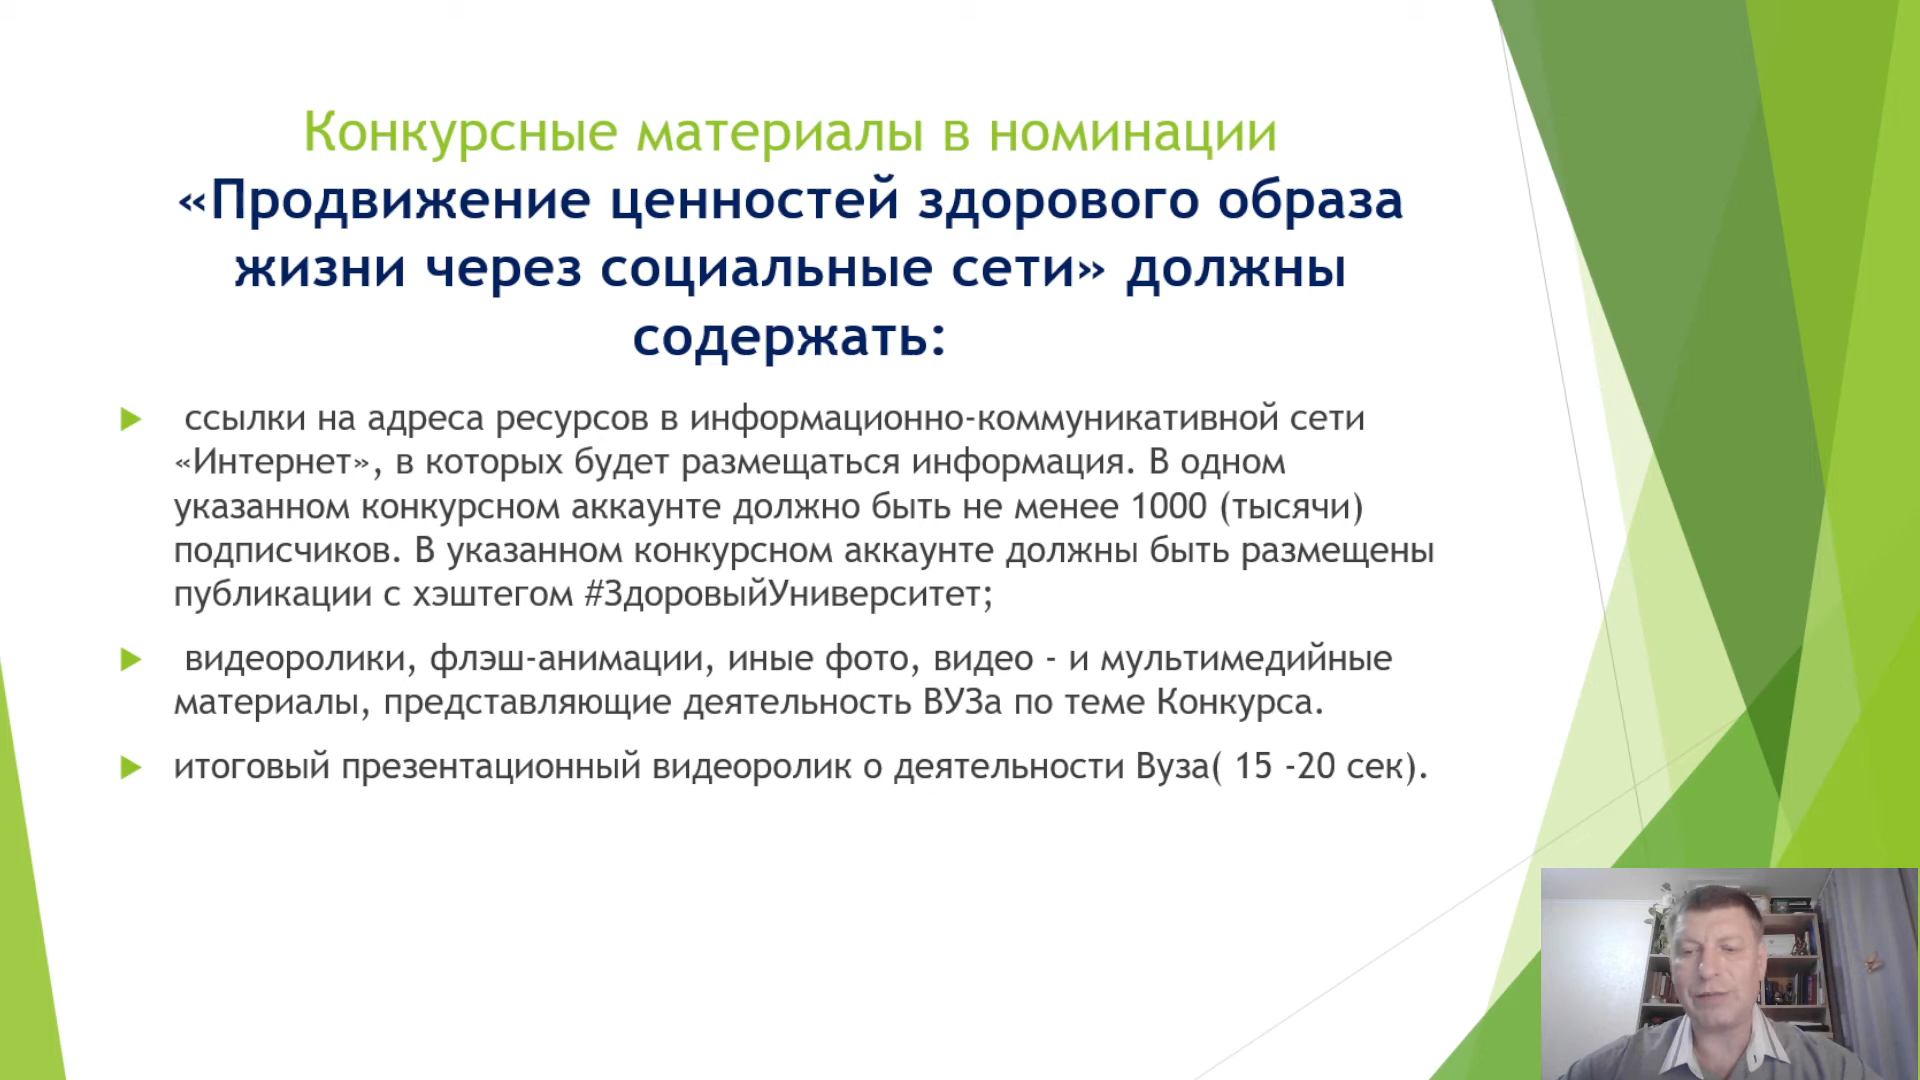 Конкурсные материалы в номинации
«Продвижение ценностей здорового образа
жизни через социальные сети» должны
содержать:
ссылки на адреса ресурсов в информационно-коммуникативной сети
«Интернет», в которых будет размещаться информация. В одном
указанном конкурсном аккаунте должно быть не менее 1000 (тысячи)
подписчиков. В указанном конкурсном аккаунте должны быть размещены
публикации с хэштегом #ЗдоровыйУниверситет;
видеоролики, флэш-анимации, иные фото, видео - и мультимедийные
материалы, представляющие деятельность ВУЗа по теме Конкурса.
итоговый презентационный видеоролик о деятельности Вуза( 15 -20 сек).